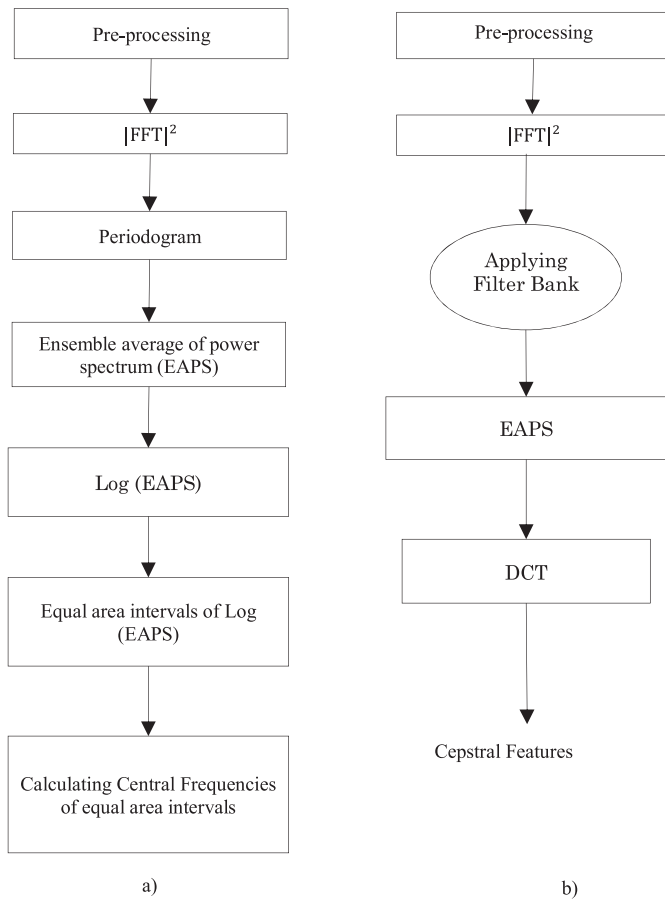 Pre-processing
|FFT|²
Periodogram
Ensemble average of power
spectrum (EAPS)
Log (EAPS)
Equal area intervals of Log
(EAPS)
Calculating Central Frequencies
of equal area intervals
a)
Pre-processing
|FFT|²
Applying
Filter Bank
EAPS
DCT
Cepstral Features
b)